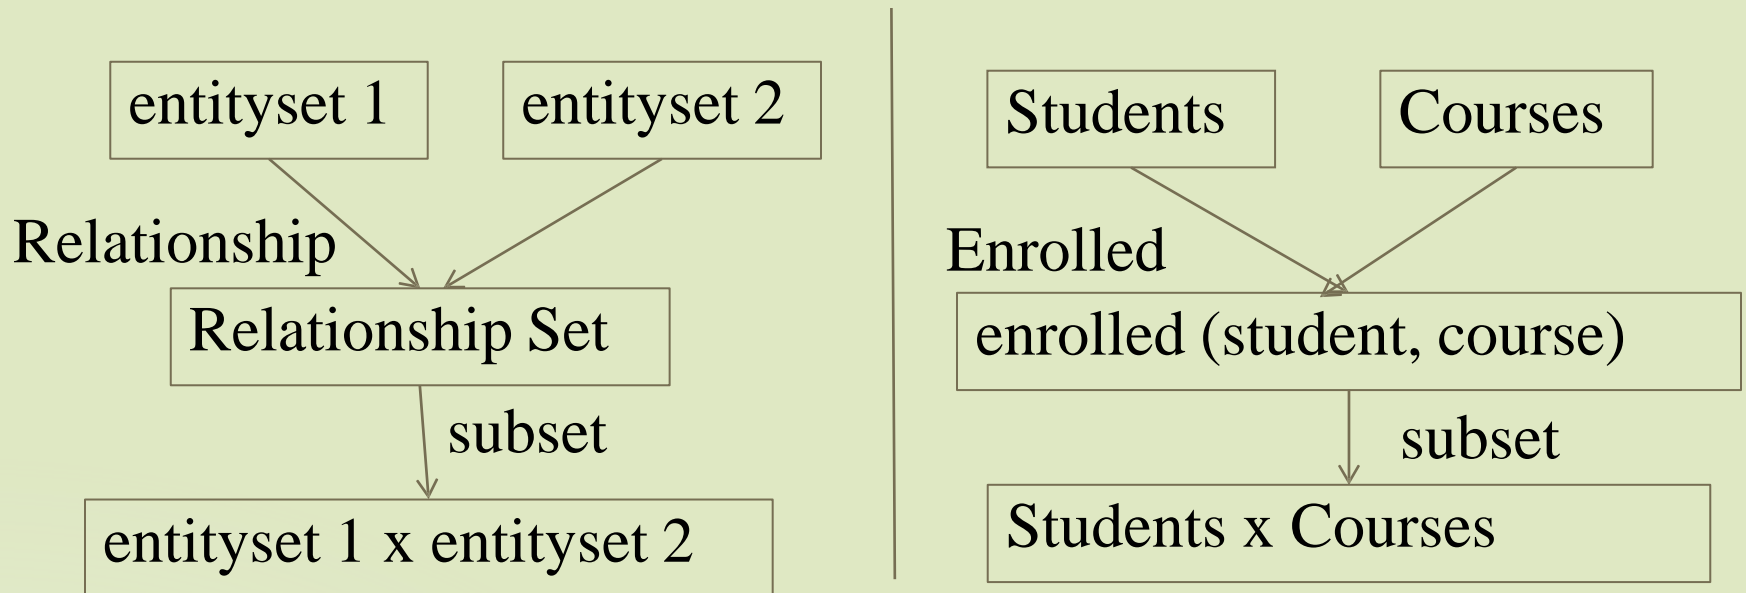 entityset 1
entityset 2
Relationship
Relationship Set
subset
entityset 1 x entityset 2
Students
Courses
Enrolled
enrolled (student, course)
subset
Students x Courses